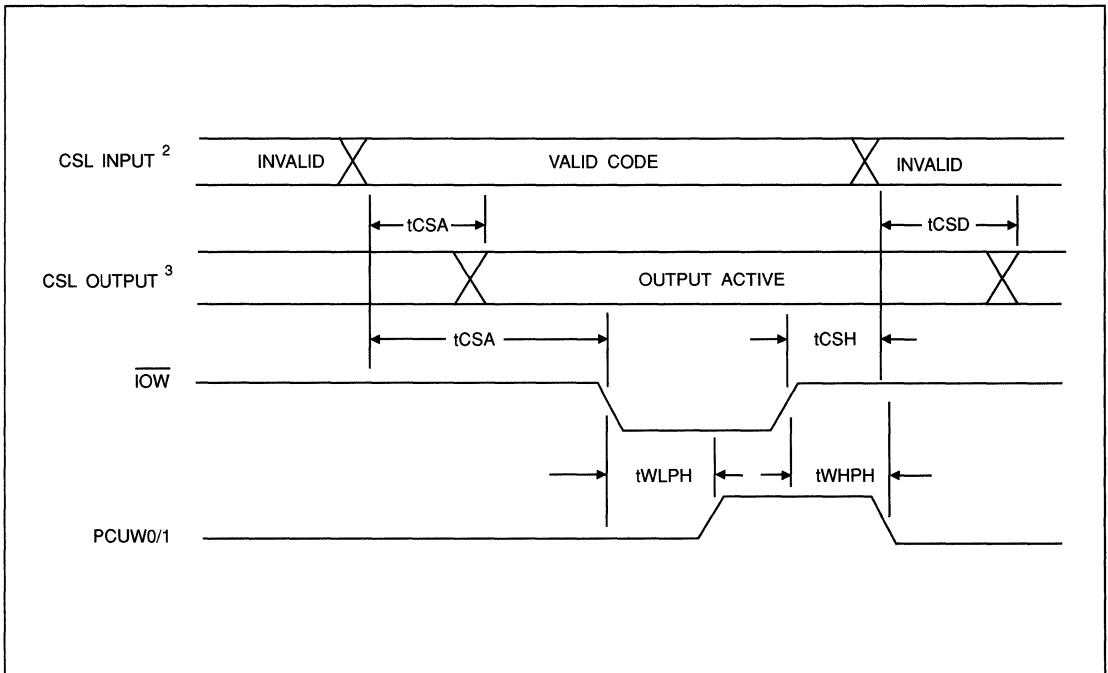 CSL INPUT 2
INVALID
VALID CODE
INVALID
tCSA
tCSD
CSL OUTPUT 3
OUTPUT ACTIVE
tCSA
tCSH
IOW
tWLPH
tWHPH
PCUW0/1